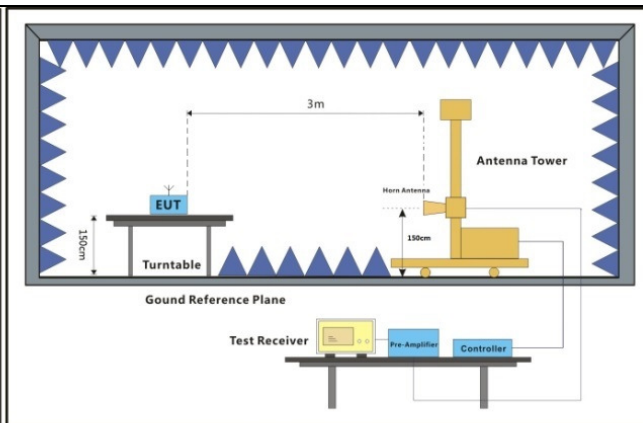 3m
Antenna Tower
Horn Antenna
EUT
150cm
150cm
Turntable
Gound Reference Plane
Test Receiver
Pre-Amplifier
Controller